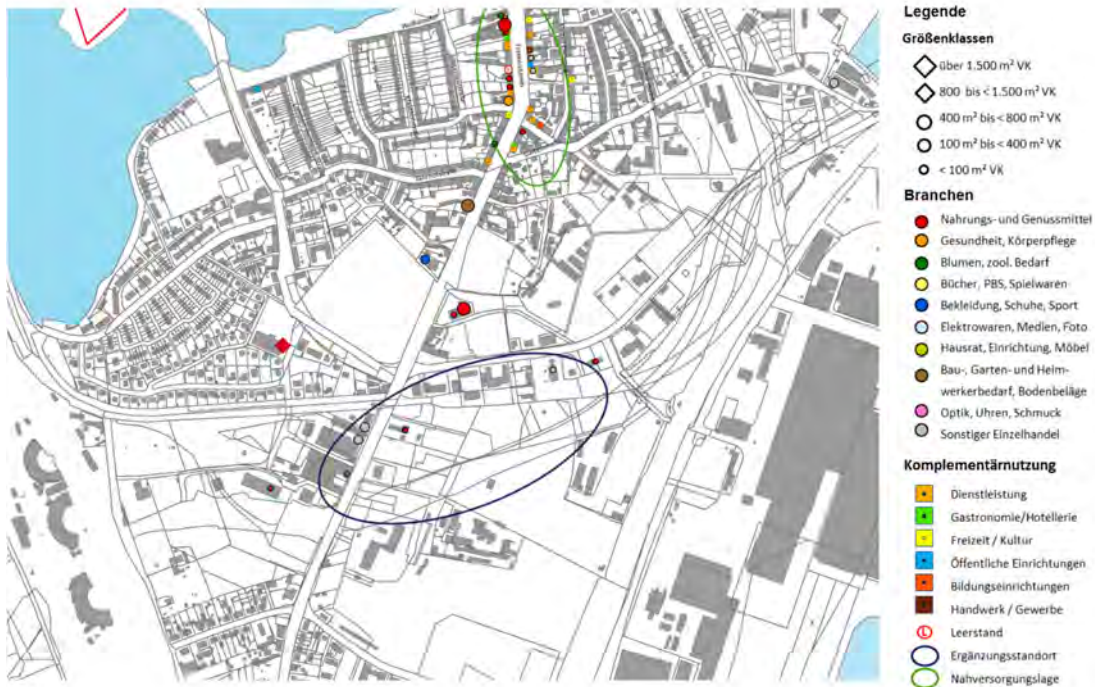 Legende
Größenklassen
über 1.500 m² VK
800 bis < 1.500 m² VK
400 m² bis < 800 m² VK
100 m² bis < 400 m² VK
< 100 m² VK
Branchen
Nahrungs- und Genussmittel
Gesundheit, Körperpflege
Blumen, zool. Bedarf
Bücher, PBS, Spielwaren
Bekleidung, Schuhe, Sport
Elektrowaren, Medien, Foto
Hausrat, Einrichtung, Möbel
Bau-, Garten- und Heim-
werkerbedarf, Bodenbeläge
Optik, Uhren, Schmuck
Sonstiger Einzelhandel
Komplementärnutzung
Dienstleistung
Gastronomie/Hotellerie
Freizeit / Kultur
Öffentliche Einrichtungen
Bildungseinrichtungen
Handwerk / Gewerbe
L Leerstand
Ergänzungsstandort
Nahversorgungslage